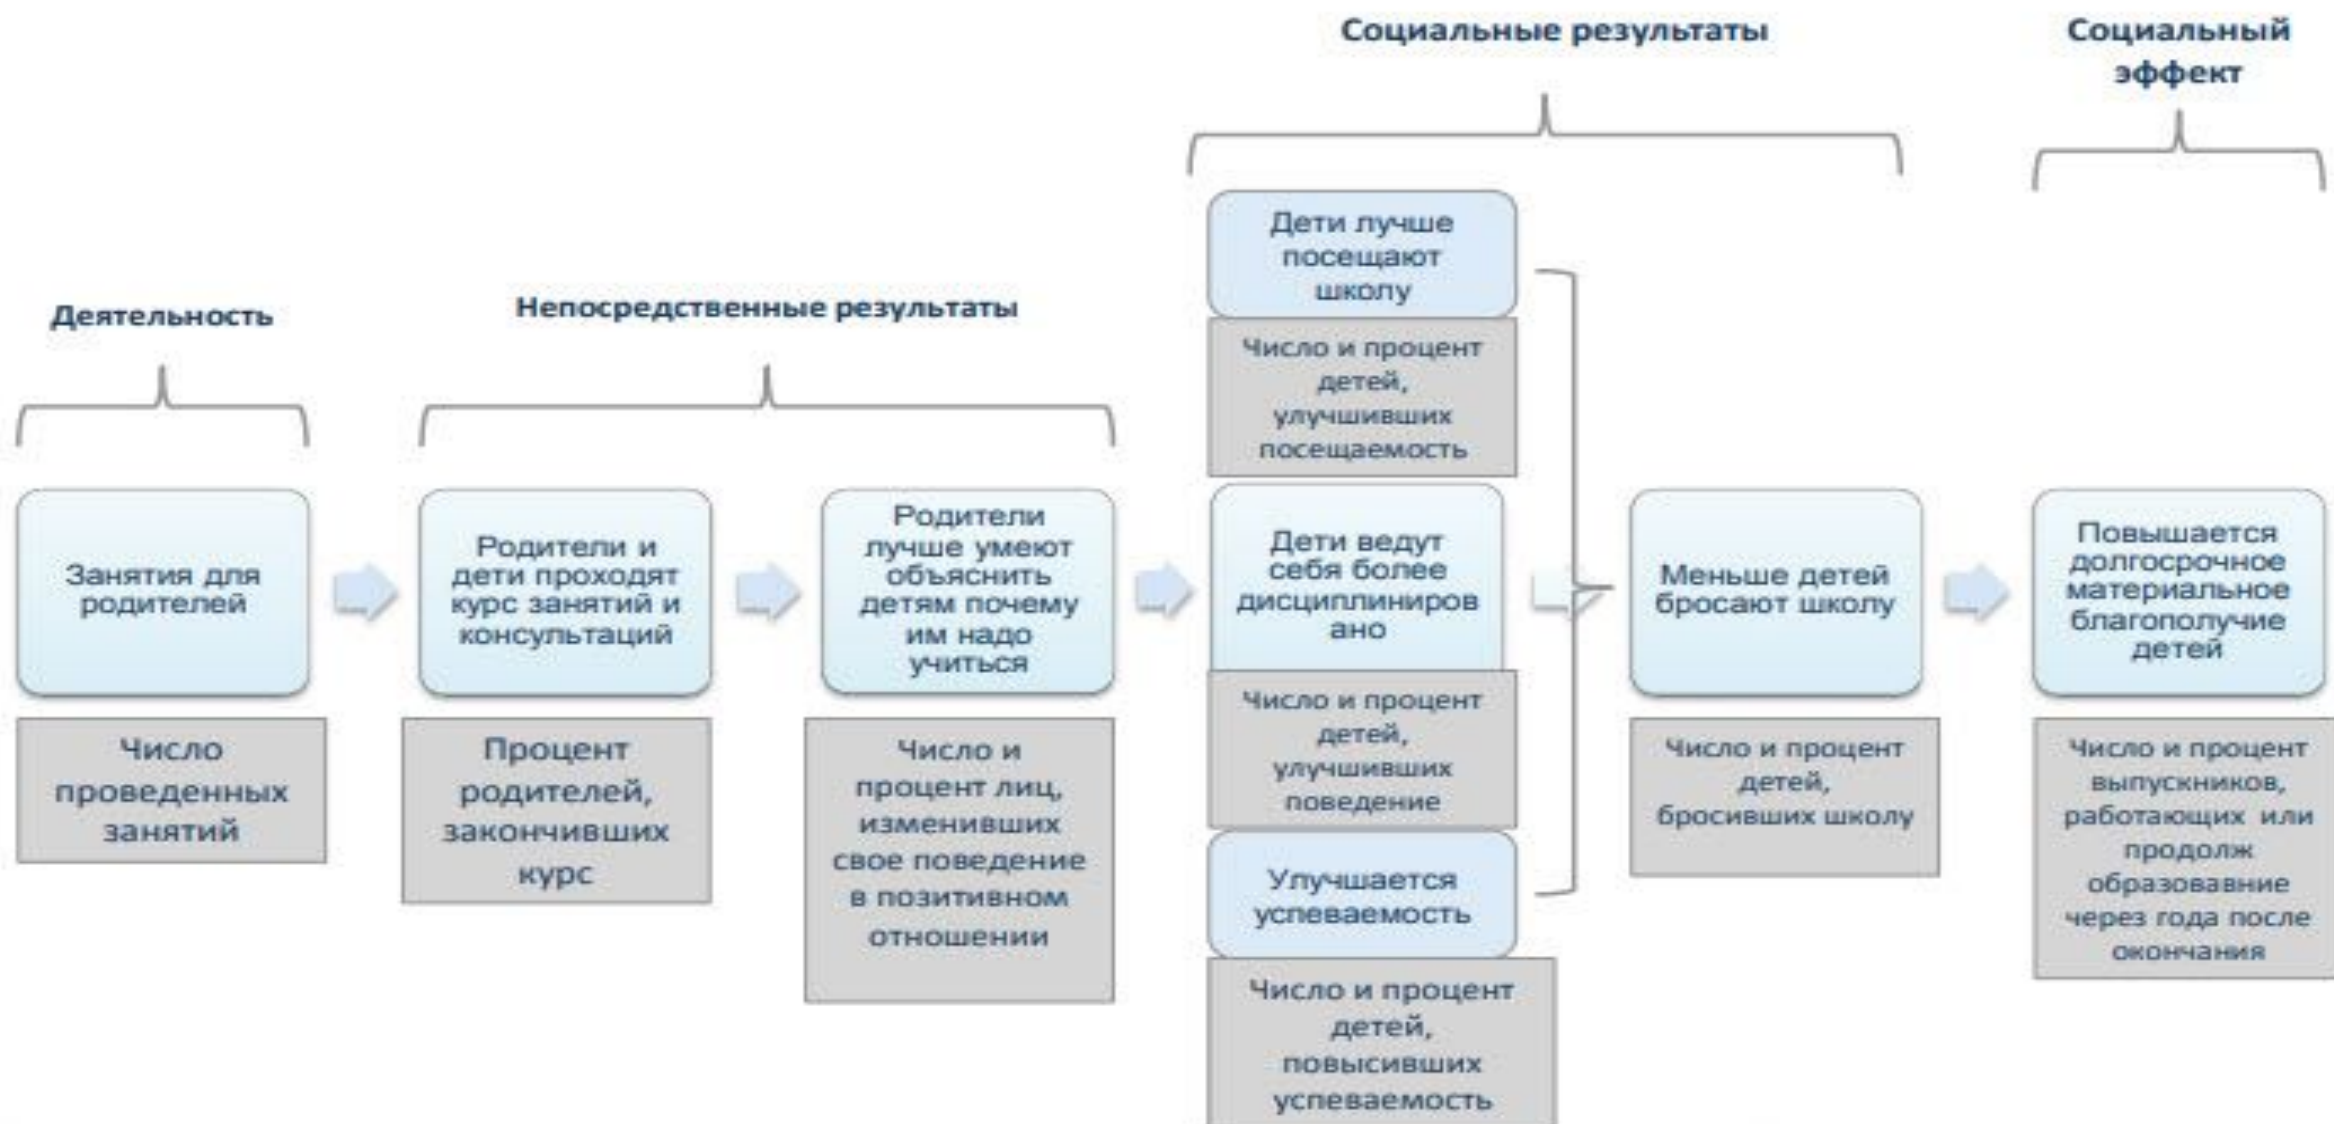 Социальные результаты
Социальный
эффект
Деятельность
Непосредственные результаты
Занятия для
родителей
Число
проведенных
занятий
Родители и
дети проходят
курс занятий и
консультаций
Процент
родителей,
закончивших
курс
Родители
лучше умеют
объяснить
детям почему
им надо
учиться
Число и
процент лиц,
изменивших
свое поведение
в позитивном
отношении
Дети лучше
посещают
школу
Число и процент
детей,
улучшивших
посещаемость
Дети ведут
себя более
дисциплиниров
ано
Число и процент
детей,
улучшивших
поведение
Улучшается
успеваемость
Число и процент
детей,
повысивших
успеваемость
Меньше детей
бросают школу
Число и процент
детей,
бросивших школу
Повышается
долгосрочное
материальное
благополучие
детей
Число и процент
выпускников,
работающих или
продолж
образовавние
через года после
окончания